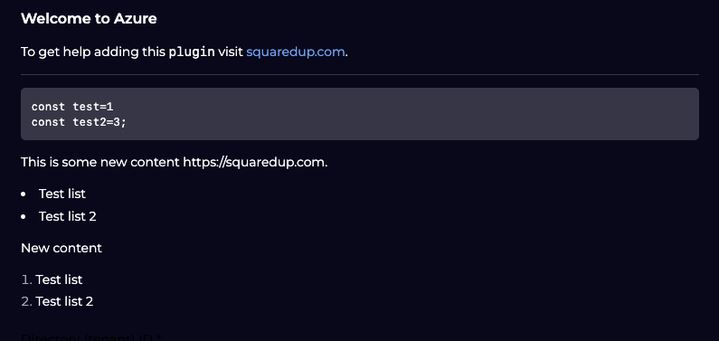 Welcome to Azure
To get help adding this plugin visit squaredup.com.
const test=1
const test2=3;
This is some new content https://squaredup.com.
• Test list
• Test list 2
New content
1. Test list
2. Test list 2